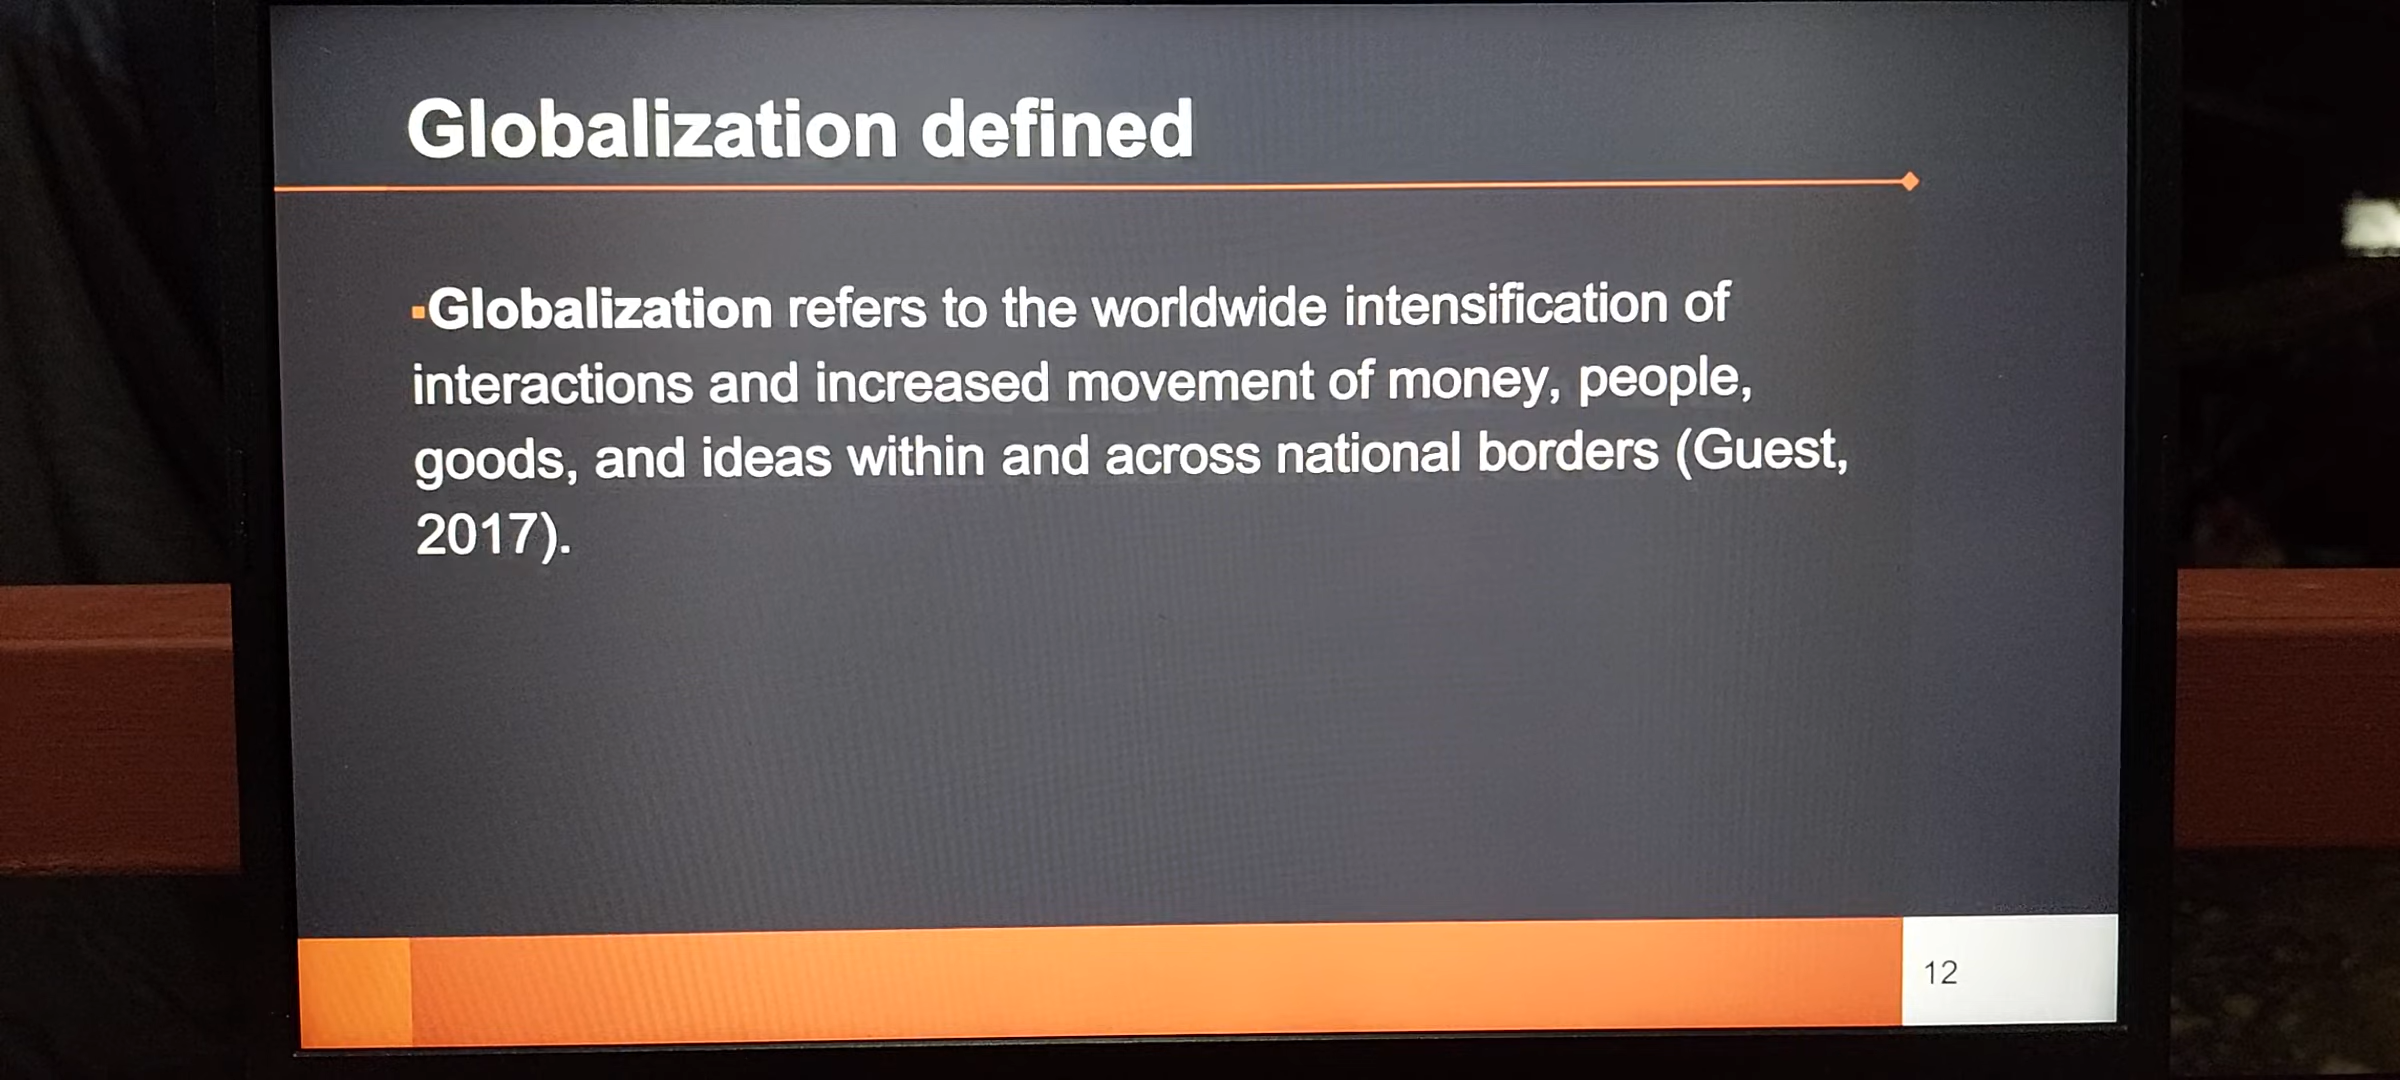 Globalization defined
▪Globalization refers to the worldwide intensification of
interactions and increased movement of money, people,
goods, and ideas within and across national borders (Guest,
2017).
12